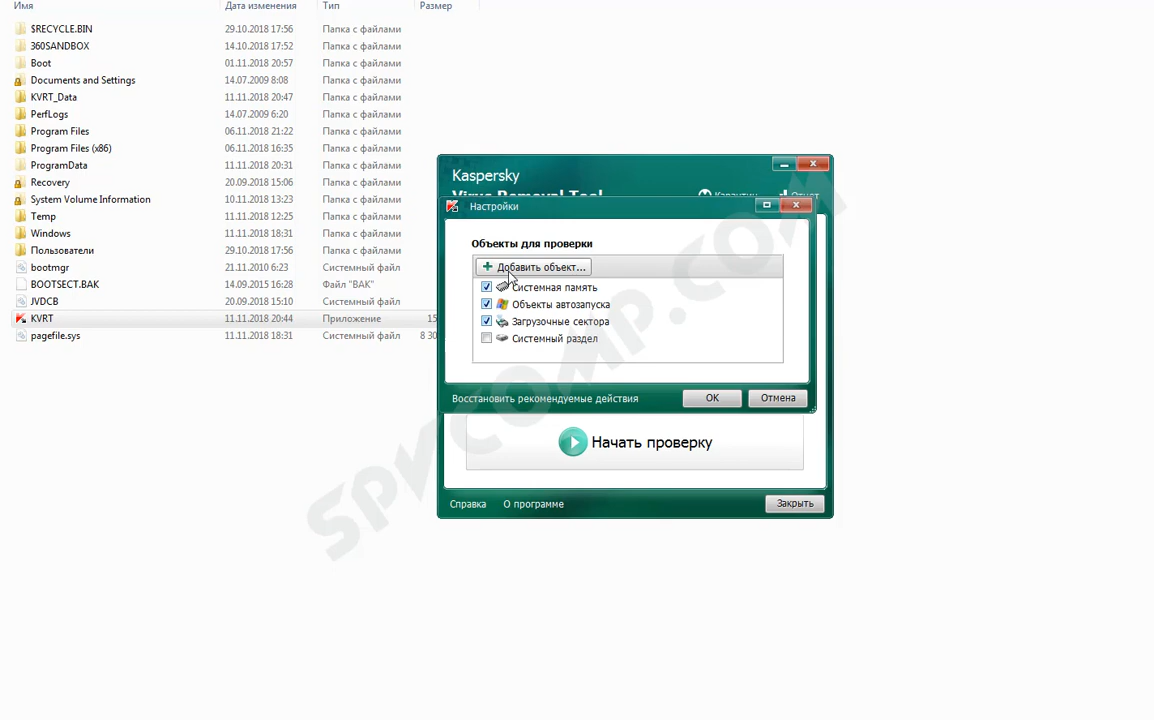 Имя Дата изменения Тип Размер
$RECYCLE.BIN 29.10.2018 17:56 Папка с файлами
360SANDBOX 14.10.2018 17:52 Папка с файлами
Boot 01.11.2018 20:57 Папка с файлами
Documents and Settings 14.07.2009 8:08 Папка с файлами
KVRT_Data 11.11.2018 20:47 Папка с файлами
PerfLogs 14.07.2009 6:20 Папка с файлами
Program Files 06.11.2018 21:22 Папка с файлами
Program Files (x86) 06.11.2018 16:35 Папка с файлами
ProgramData 11.11.2018 20:31 Папка с файлами
Recovery 20.09.2018 15:06 Папка с файлами
System Volume Information 10.11.2018 13:23 Папка с файлами
Temp 11.11.2018 12:25 Папка с файлами
Windows 11.11.2018 18:31 Папка с файлами
Пользователи 29.10.2018 17:56 Папка с файлами
bootmgr 21.11.2010 6:23 Системный файл
BOOTSECT.BAK 14.09.2015 16:28 Файл "BAK"
JVDCB 20.09.2018 15:10 Системный файл
KVRT 11.11.2018 20:44 Приложение 15
pagefile.sys 11.11.2018 18:31 Системный файл 8 30
Kaspersky
Virus Removal Tool Карантин Отчет
Настройки
Объекты для проверки
Добавить объект...
Системная память
Объекты автозапуска
Загрузочные сектора
Системный раздел
Восстановить рекомендуемые действия OK Отмена
Начать проверку
Справка О программе Закрыть
SPYCOMP.COM